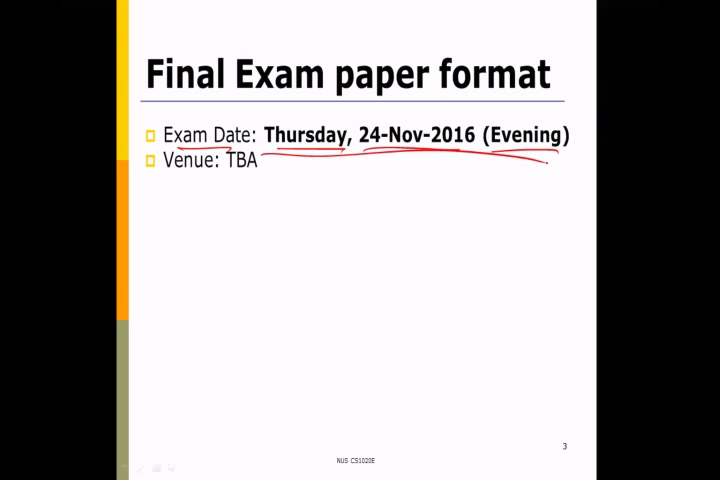 Final Exam paper format
Exam Date: Thursday, 24-Nov-2016 (Evening)
Venue: TBA
3
NUS CS1020E